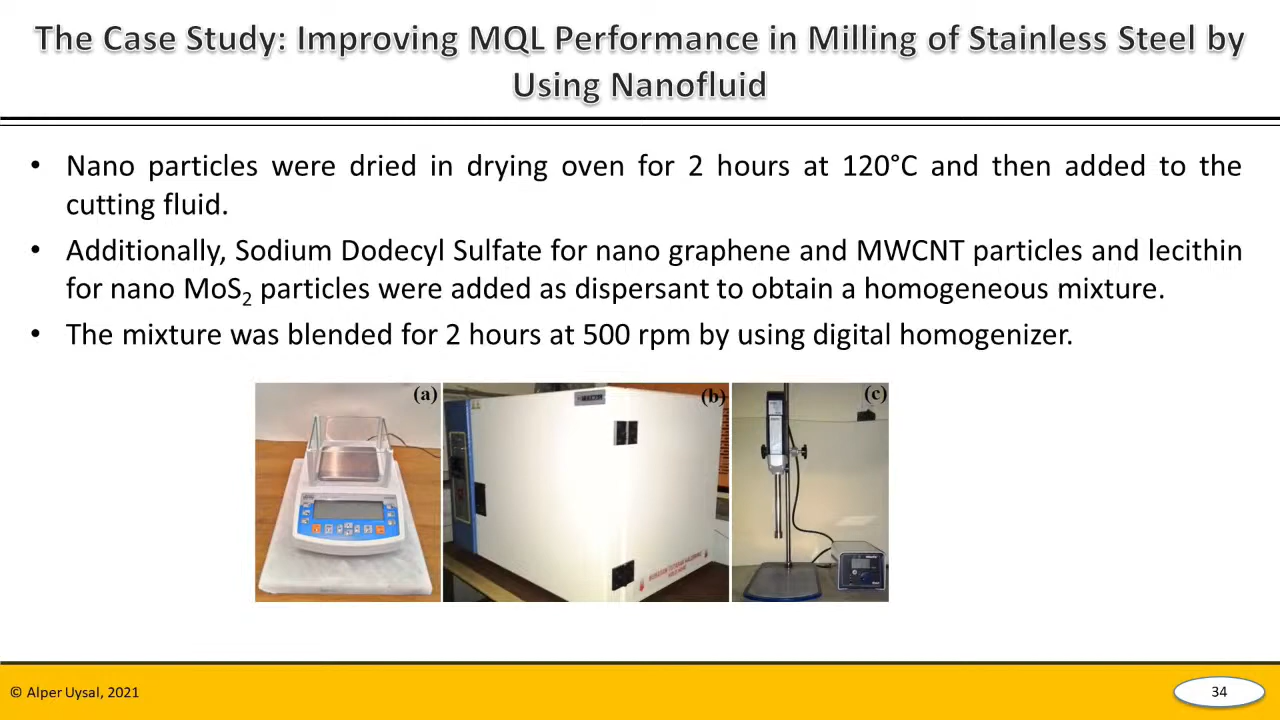 The Case Study: Improving MQL Performance in Milling of Stainless Steel by
Using Nanofluid
• Nano particles were dried in drying oven for 2 hours at 120°C and then added to the
cutting fluid.
• Additionally, Sodium Dodecyl Sulfate for nano graphene and MWCNT particles and lecithin
for nano MoS₂ particles were added as dispersant to obtain a homogeneous mixture.
• The mixture was blended for 2 hours at 500 rpm by using digital homogenizer.
(a)
(b)
(c)
© Alper Uysal, 2021
34